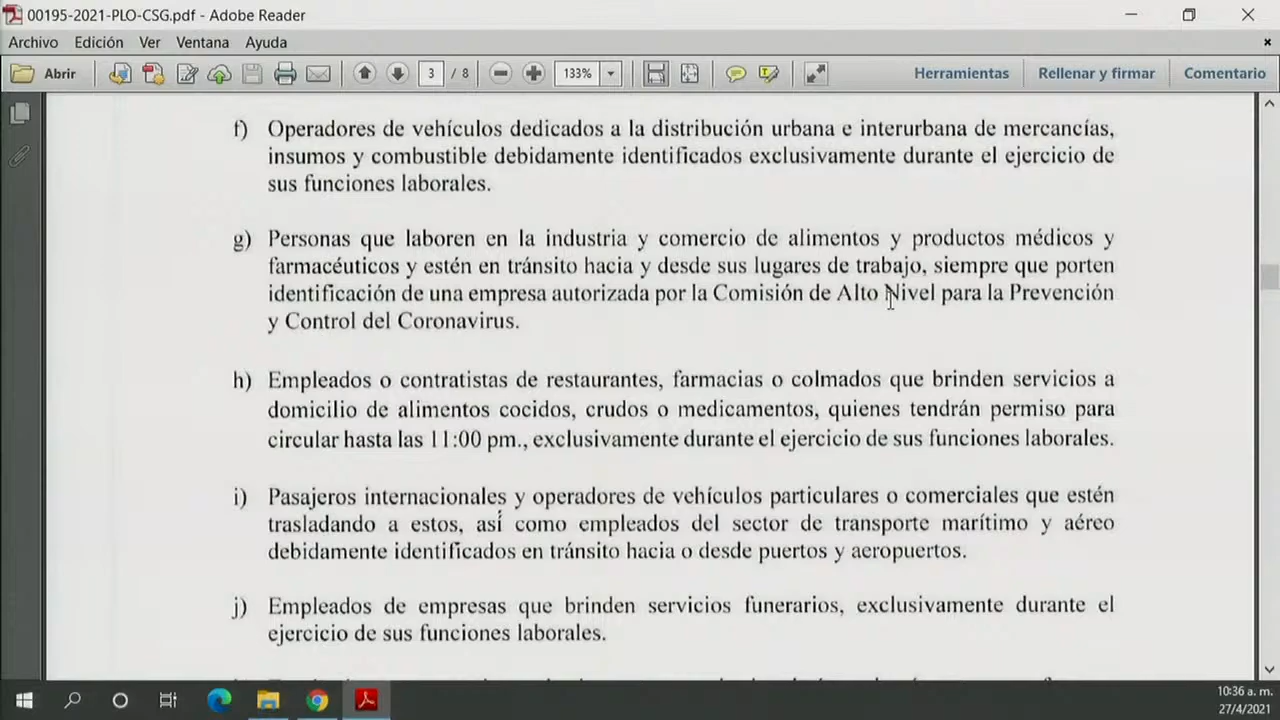 00195-2021-PLO-CSG.pdf - Adobe Reader
Archivo Edición Ver Ventana Ayuda
Abrir 3 / 8 133% Herramientas Rellenar y firmar Comentario
f) Operadores de vehículos dedicados a la distribución urbana e interurbana de mercancías,
insumos y combustible debidamente identificados exclusivamente durante el ejercicio de
sus funciones laborales.
g) Personas que laboren en la industria y comercio de alimentos y productos médicos y
farmacéuticos y estén en tránsito hacia y desde sus lugares de trabajo, siempre que porten
identificación de una empresa autorizada por la Comisión de Alto Nivel para la Prevención
y Control del Coronavirus.
h) Empleados o contratistas de restaurantes, farmacias o colmados que brinden servicios a
domicilio de alimentos cocidos, crudos o medicamentos, quienes tendrán permiso para
circular hasta las 11:00 pm., exclusivamente durante el ejercicio de sus funciones laborales.
i) Pasajeros internacionales y operadores de vehículos particulares o comerciales que estén
trasladando a estos, así como empleados del sector de transporte marítimo y aéreo
debidamente identificados en tránsito hacia o desde puertos y aeropuertos.
j) Empleados de empresas que brinden servicios funerarios, exclusivamente durante el
ejercicio de sus funciones laborales.
10:36 a. m.
27/4/2021